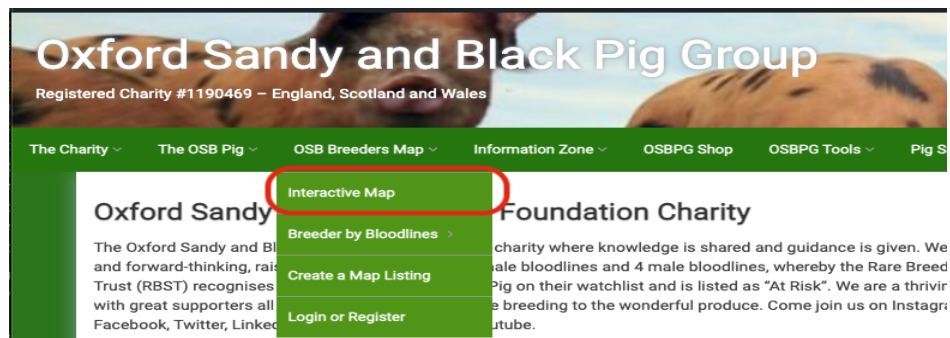 Oxford Sandy and Black Pig Group
Registered Charity #1190469 – England, Scotland and Wales
The Charity The OSB Pig OSB Breeders Map Information Zone OSBPG Shop OSBPG Tools Pig S
Interactive Map
Breeder by Bloodlines
Create a Map Listing
Login or Register
Oxford Sandy Foundation Charity
The Oxford Sandy and Bl charity where knowledge is shared and guidance is given. We
and forward-thinking, rai ale bloodlines and 4 male bloodlines, whereby the Rare Breed
Trust (RBST) recognises Pig on their watchlist and is listed as “At Risk”. We are a thrivin
with great supporters all e breeding to the wonderful produce. Come join us on Instagra
Facebook, Twitter, Linked utube.